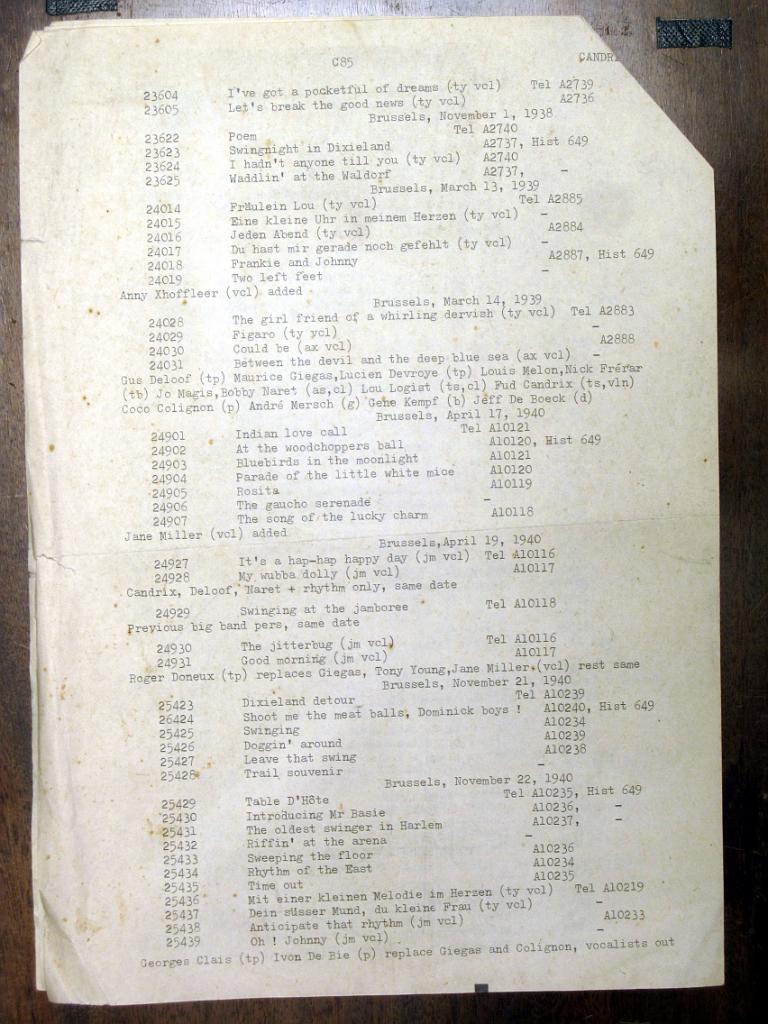 C85 CANDR
23604 I've got a pocketful of dreams (ty vcl) Tel A2739
23605 Let's break the good news (ty vcl) A2736
Brussels, November 1, 1938
23622 Poem Tel A2740
23623 Swingnight in Dixieland A2737, Hist 649
23624 I hadn't anyone till you (ty vcl) A2740
23625 Waddlin' at the Waldorf A2737, -
Brussels, March 13, 1939
24014 Fräulein Lou (ty vcl) Tel A2885
24015 Eine kleine Uhr in meinem Herzen (ty vcl) -
24016 Jeden Abend (ty vcl) A2884
24017 Du hast mir gerade noch gefehlt (ty vcl) -
24018 Frankie and Johnny A2887, Hist 649
24019 Two left feet -
Anny Xhoffleer (vcl) added
Brussels, March 14, 1939
24028 The girl friend of a whirling dervish (ty vcl) Tel A2883
24029 Figaro (ty vcl) -
24030 Could be (ax vcl) A2888
24031 Between the devil and the deep blue sea (ax vcl) -
Gus Deloof (tp) Maurice Giegas,Lucien Devroye (tp) Louis Melon,Nick Frérar
(tb) Jo Magis,Bobby Naret (as,cl) Lou Logist (ts,cl) Fud Candrix (ts,vln)
Coco Colignon (p) André Mersch (g) Gene Kempf (b) Jeff De Boeck (d)
Brussels, April 17, 1940
24901 Indian love call Tel A10121
24902 At the woodchoppers ball A10120, Hist 649
24903 Bluebirds in the moonlight A10121
24904 Parade of the little white mice A10120
24905 Rosita A10119
24906 The gaucho serenade -
24907 The song of the lucky charm A10118
Jane Miller (vcl) added
Brussels,April 19, 1940
24927 It's a hap-hap happy day (jm vcl) Tel A10116
24928 My wubba dolly (jm vcl) A10117
Candrix, Deloof, Naret + rhythm only, same date
24929 Swinging at the jamboree Tel A10118
Previous big band pers, same date
24930 The jitterbug (jm vcl) Tel A10116
24931 Good morning (jm vcl) A10117
Roger Doneux (tp) replaces Giegas, Tony Young,Jane Miller (vcl) rest same
Brussels, November 21, 1940
25423 Dixieland detour Tel A10239
26424 Shoot me the meat balls, Dominick boys ! A10240, Hist 649
25425 Swinging A10234
25426 Doggin' around A10239
25427 Leave that swing A10238
25428 Trail souvenir -
Brussels, November 22, 1940
25429 Table D'Hôte Tel A10235, Hist 649
25430 Introducing Mr Basie A10236, -
25431 The oldest swinger in Harlem A10237, -
25432 Riffin' at the arena -
25433 Sweeping the floor A10236
25434 Rhythm of the East A10234
25435 Time out A10235
25436 Mit einer kleinen Melodie im Herzen (ty vcl) Tel A10219
25437 Dein süsser Mund, du kleine Frau (ty vcl) -
25438 Anticipate that rhythm (jm vcl) A10233
25439 Oh ! Johnny (jm vcl) -
Georges Clais (tp) Ivon De Bie (p) replace Giegas and Colignon, vocalists out